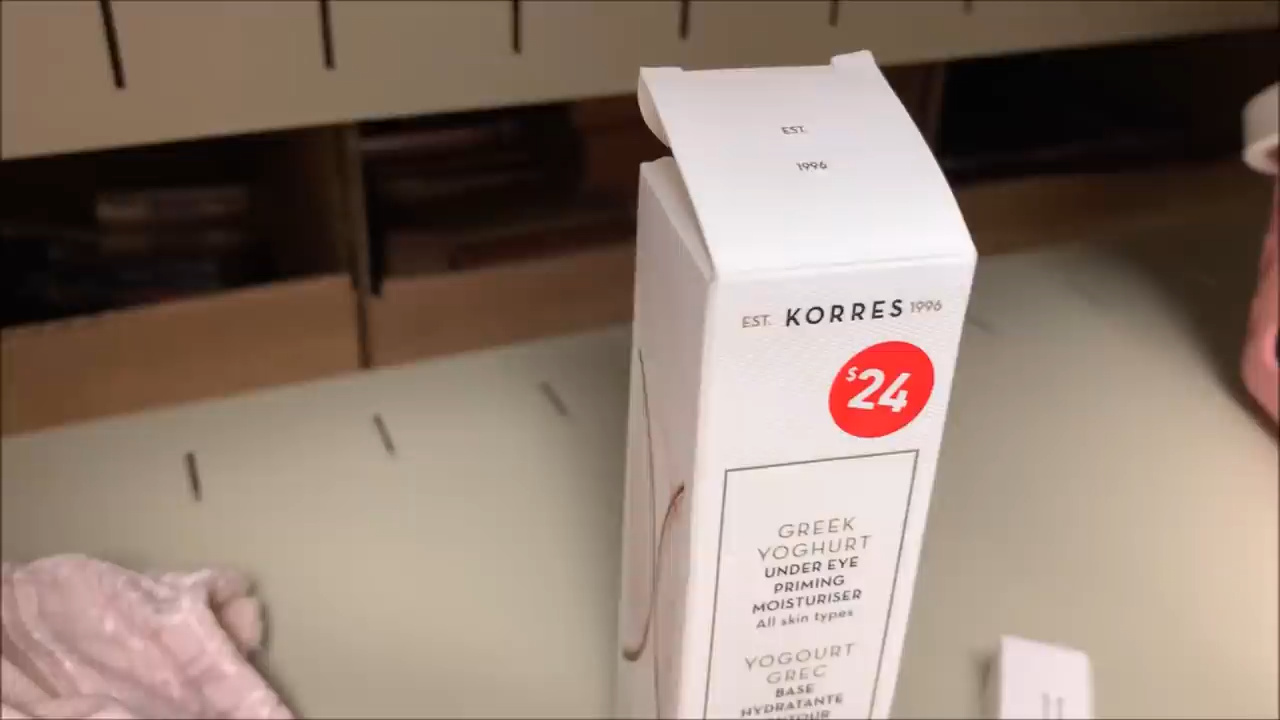 EST.
1996
EST. KORRES 1996
$24
GREEK
YOGHURT
UNDER EYE
PRIMING
MOISTURISER
All skin types
YOGOURT
GREC
BASE
HYDRATANTE
CONTOUR